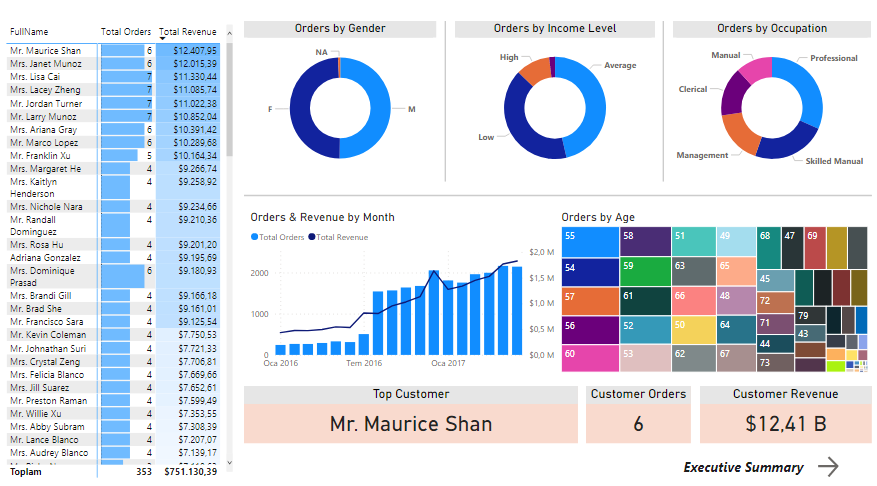 FullName Total Orders Total Revenue
Mr. Maurice Shan 6 $12.407,95
Mrs. Janet Munoz 6 $12.015,39
Mrs. Lisa Cai 7 $11.330,44
Mrs. Lacey Zheng 7 $11.085,74
Mr. Jordan Turner 7 $11.022,38
Mr. Larry Munoz 7 $10.852,04
Mrs. Ariana Gray 6 $10.391,42
Mr. Marco Lopez 6 $10.289,68
Mr. Franklin Xu 5 $10.164,34
Mrs. Margaret He 4 $9.266,74
Mrs. Kaitlyn 4 $9.258,92
Henderson
Mrs. Nichole Nara 4 $9.234,66
Mr. Randall 4 $9.210,36
Dominguez
Mrs. Rosa Hu 4 $9.201,20
Adriana Gonzalez 4 $9.195,69
Mrs. Dominique 6 $9.180,93
Prasad
Mrs. Brandi Gill 4 $9.166,18
Mr. Brad She 4 $9.161,01
Mr. Francisco Sara 4 $9.125,54
Mr. Kevin Coleman 4 $7.750,53
Mr. Johnathan Suri 4 $7.721,33
Mrs. Crystal Zeng 4 $7.706,81
Mrs. Felicia Blanco 4 $7.669,66
Mrs. Jill Suarez 4 $7.652,61
Mr. Preston Raman 4 $7.599,49
Mr. Willie Xu 4 $7.353,55
Mrs. Abby Subram 4 $7.308,39
Mr. Lance Blanco 4 $7.207,07
Mrs. Audrey Blanco 4 $7.139,17
Toplam 353 $751.130,39
Orders by Gender
NA
F
M
Orders by Income Level
High
Average
Low
Orders by Occupation
Manual
Professional
Clerical
Management
Skilled Manual
Orders & Revenue by Month
Total Orders Total Revenue
$2,0 M
2000
$1,5 M
1000
$1,0 M
$0,5 M
0
$0,0 M
Oca 2016 Tem 2016 Oca 2017
Orders by Age
55 58 51 49 68 47 69
54 59 63 65 45
57 61 66 48 72
56 52 50 64 71 79
43
60 53 62 67 44
73
Top Customer
Mr. Maurice Shan
Customer Orders
6
Customer Revenue
$12,41 B
Executive Summary